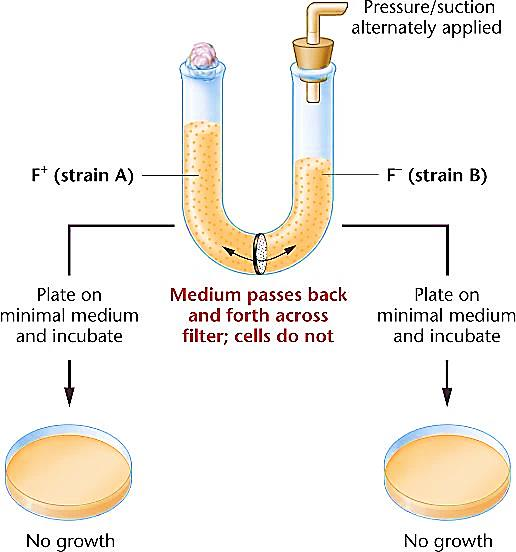 Pressure/suction
alternately applied
F⁺ (strain A)
F⁻ (strain B)
Plate on
minimal medium
and incubate
Medium passes back
and forth across
filter; cells do not
Plate on
minimal medium
and incubate
No growth
No growth